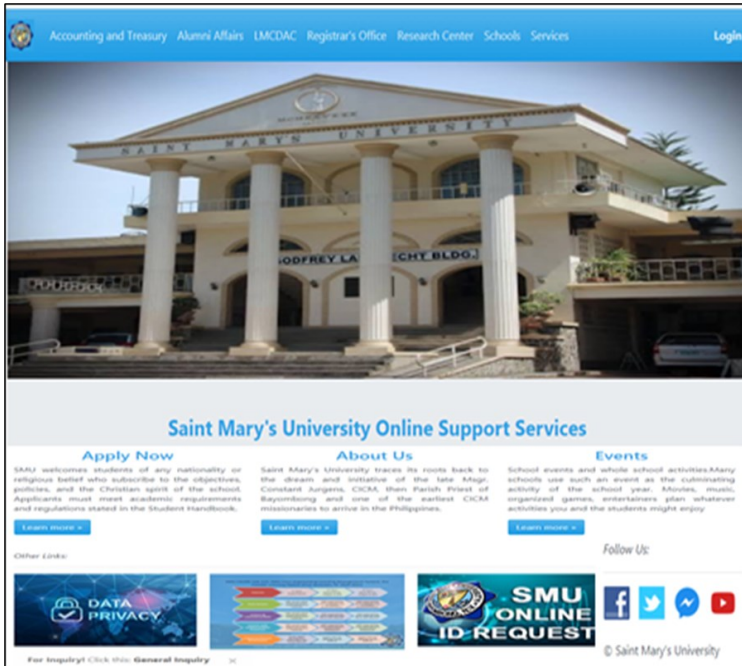 Accounting and Treasury Alumni Affairs LMCDAC Registrar's Office Research Center Schools Services Login
SAINT MARY'S UNIVERSITY
GODFREY LA ECHT BLDG.
Saint Mary's University Online Support Services
Apply Now
SMU welcomes students of any nationality or
religious belief who subscribe to the objectives,
policies, and the Christian spirit of the school.
Applicants must meet academic requirements
and regulations stated in the Student Handbook.
Learn more »
About Us
Saint Mary's University traces its roots back to
the dream and initiative of the late Msgr.
Constant Jurgens, CICM, then Parish Priest of
Bayombong and one of the earliest CICM
missionaries to arrive in the Philippines.
Learn more »
Events
School events and whole school activities.Many
schools use such an event as the culminating
activity of the school year. Movies, music,
organized games, entertainers plan whatever
activities you and the students might enjoy
Learn more »
Other Links:
Follow Us:
DATA
PRIVACY
SMU
ONLINE
ID REQUEST
For Inquiry! Click this: General Inquiry ×
© Saint Mary's University